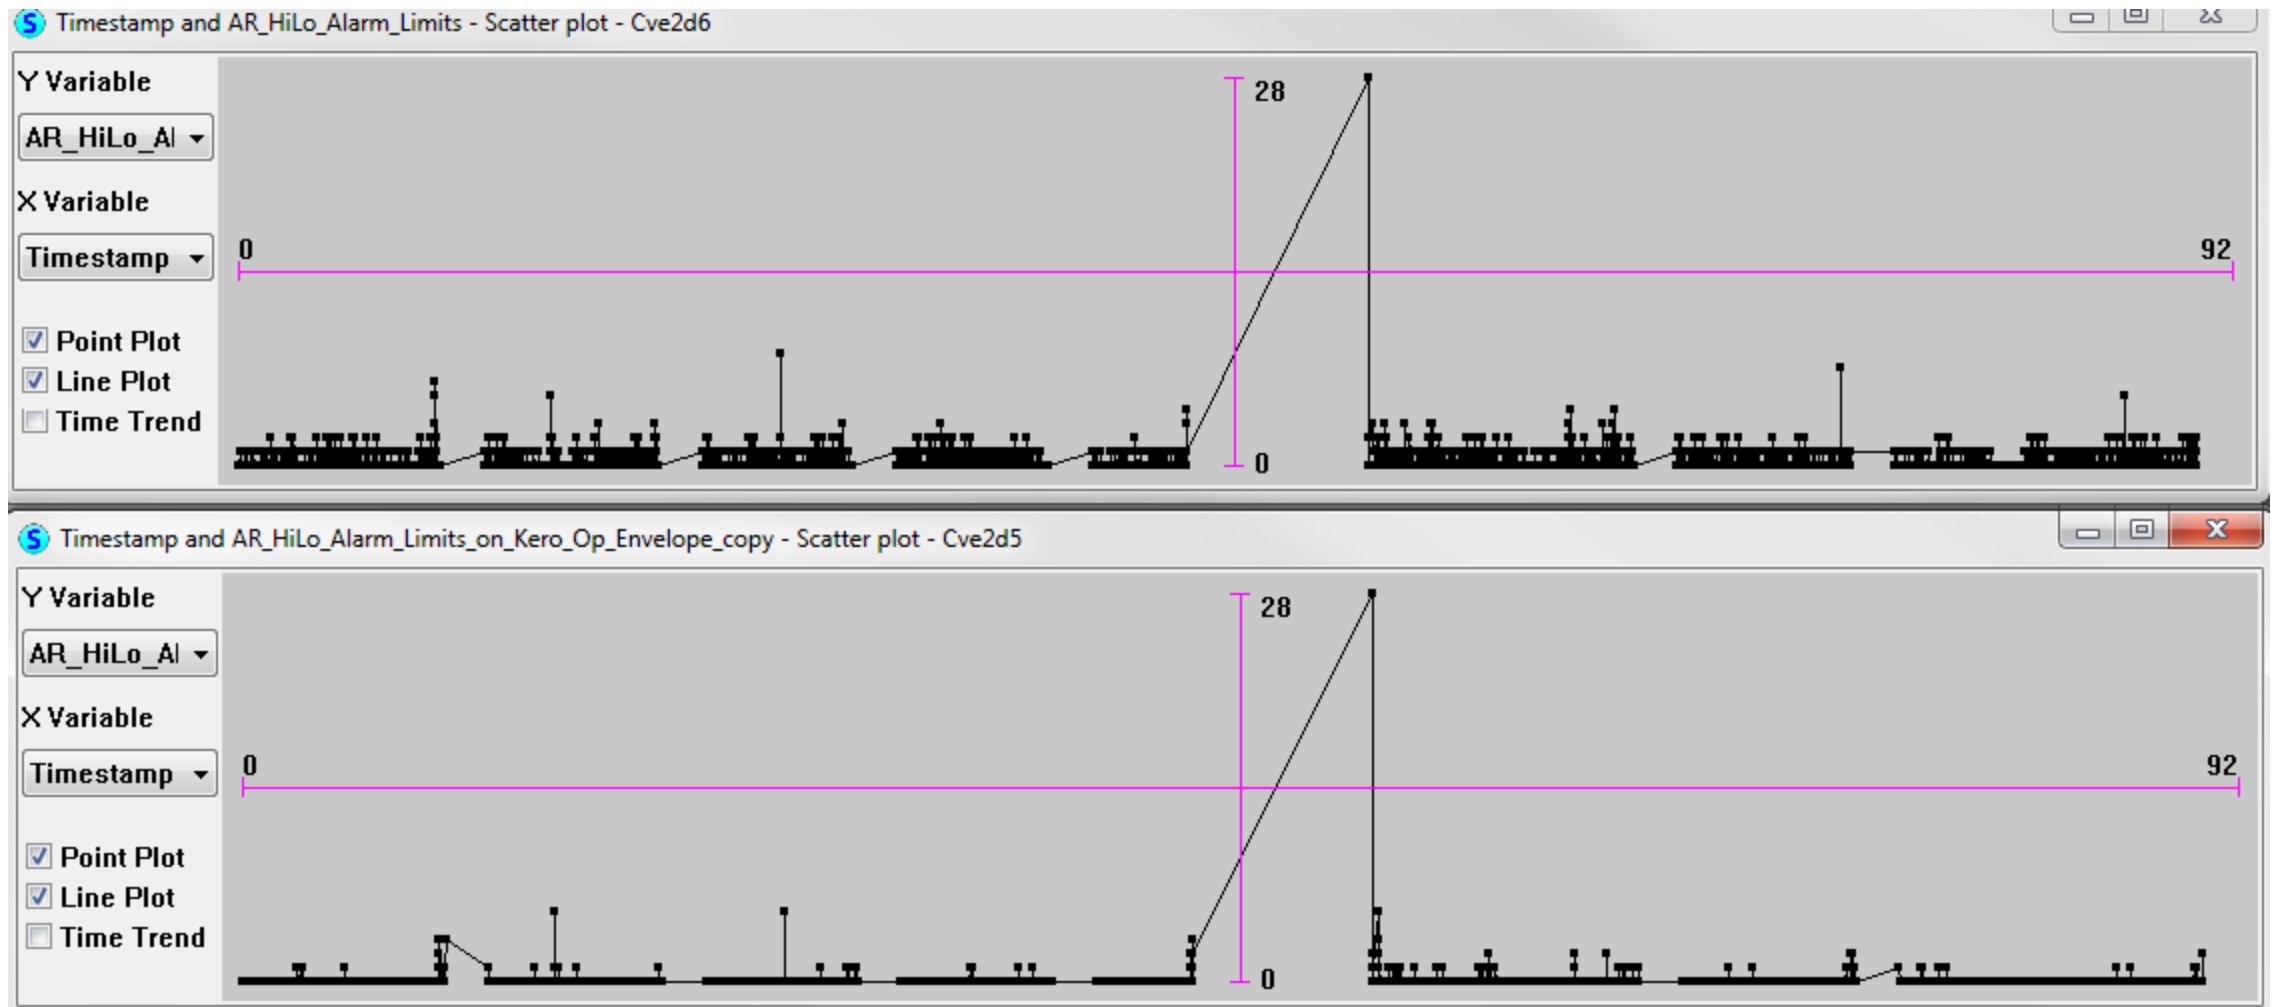 S Timestamp and AR_HiLo_Alarm_Limits - Scatter plot - Cve2d6
Y Variable
28
AR_HiLo_Al
X Variable
0
92
Timestamp
Point Plot
Line Plot
Time Trend
0
S Timestamp and AR_HiLo_Alarm_Limits_on_Kero_Op_Envelope_copy - Scatter plot - Cve2d5
Y Variable
28
AR_HiLo_Al
X Variable
0
92
Timestamp
Point Plot
Line Plot
Time Trend
0